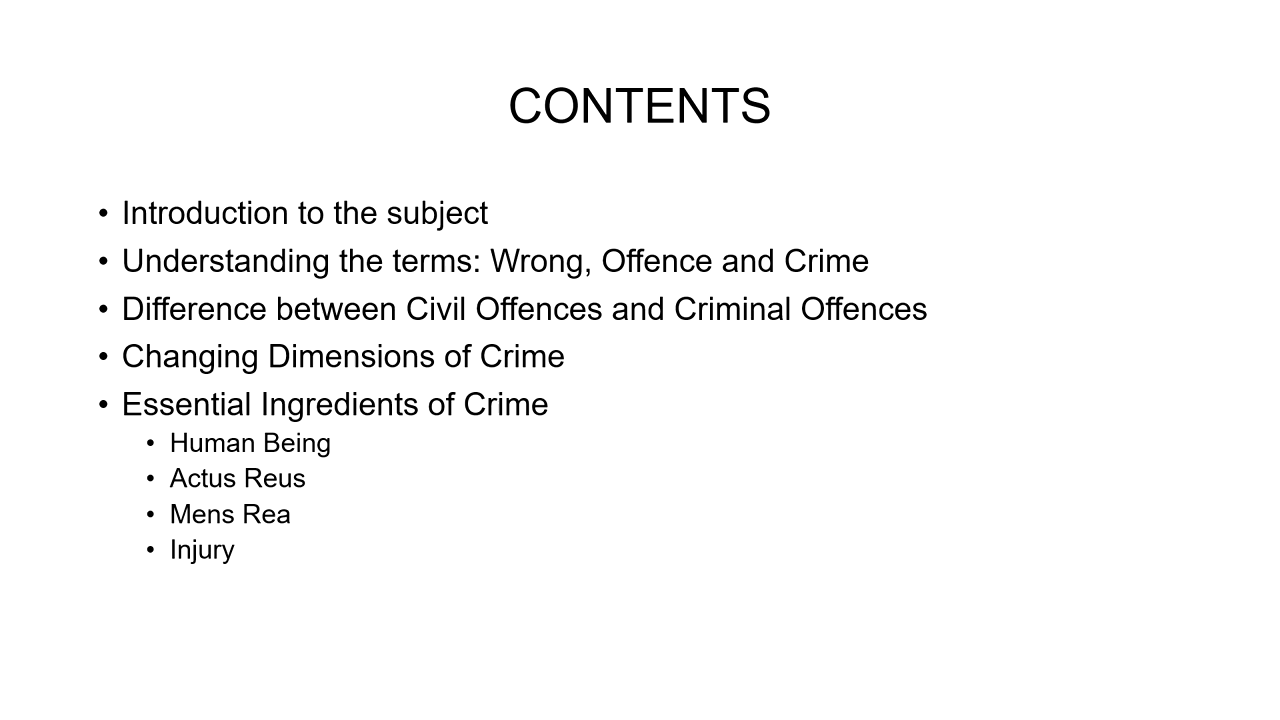 CONTENTS
• Introduction to the subject
• Understanding the terms: Wrong, Offence and Crime
• Difference between Civil Offences and Criminal Offences
• Changing Dimensions of Crime
• Essential Ingredients of Crime
• Human Being
• Actus Reus
• Mens Rea
• Injury